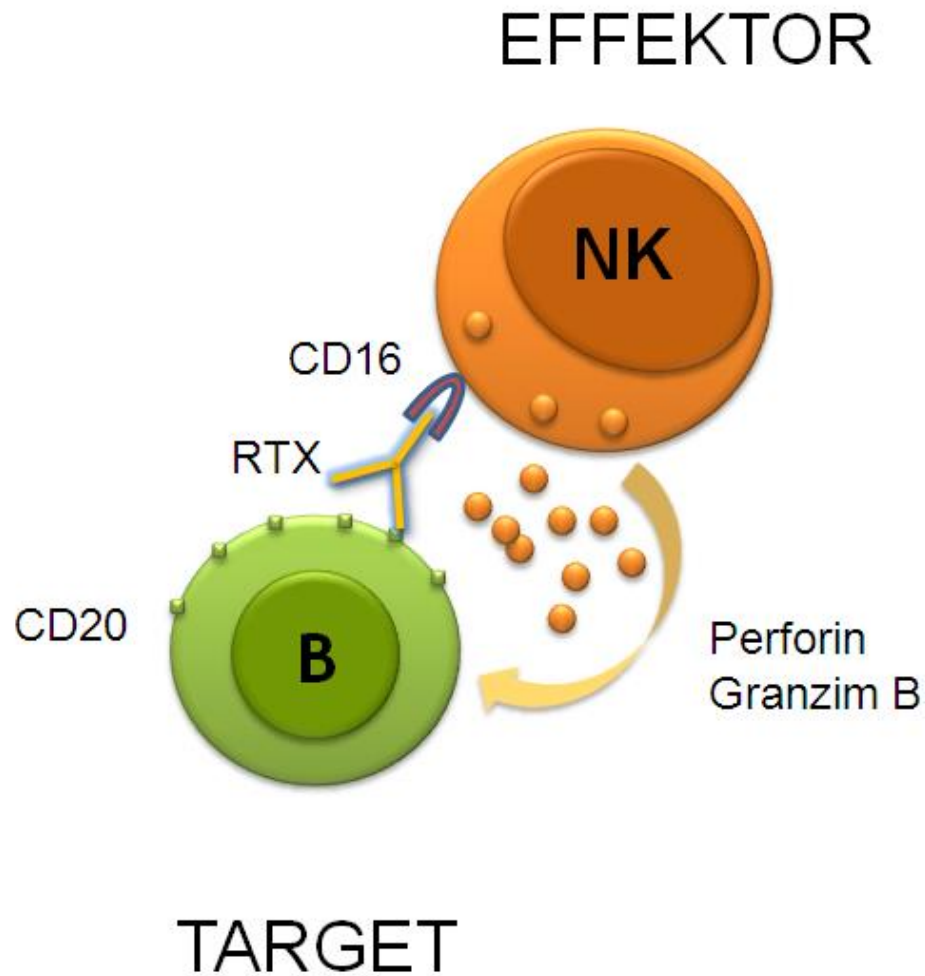 EFFEKTOR
NK
CD16
RTX
CD20
B
Perforin
Granzim B
TARGET